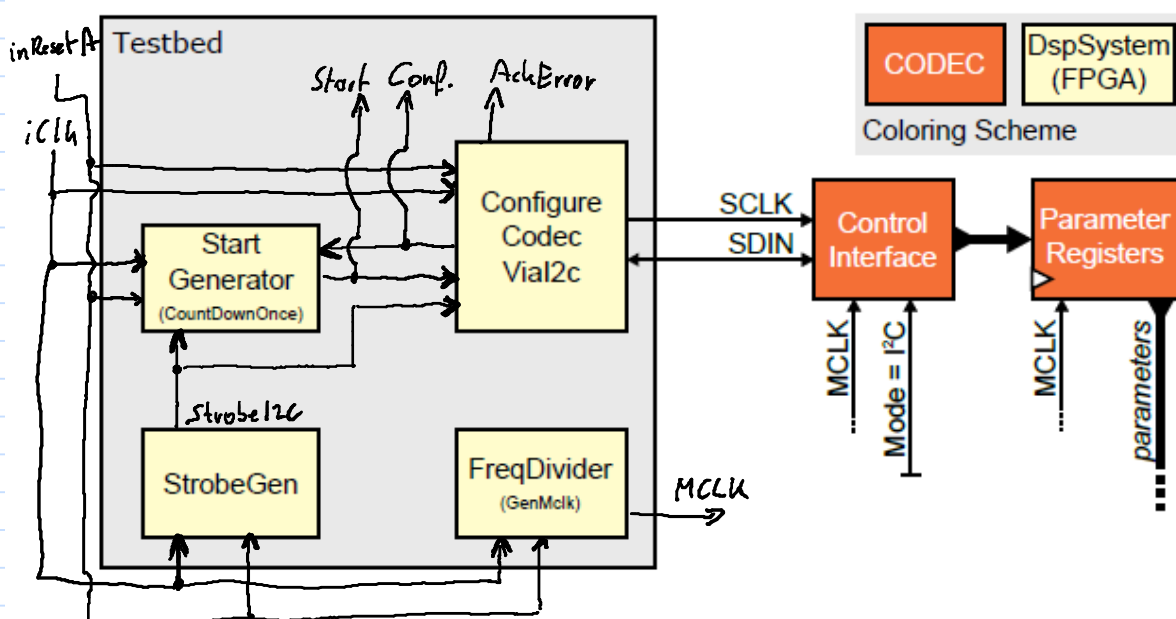 inResetA
Testbed
iClk
Start
Conf.
AckError
CODEC
DspSystem
(FPGA)
Coloring Scheme
Start
Generator
(CountDownOnce)
Configure
Codec
ViaI2c
SCLK
SDIN
Control
Interface
Parameter
Registers
MCLK
Mode = I²C
MCLK
parameters
StrobeI2C
StrobeGen
FreqDivider
(GenMclk)
MCLK